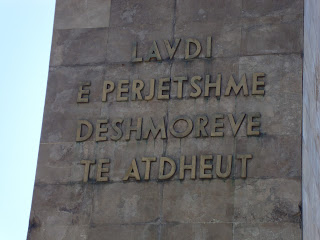 LAVDI
E PERJETSHME
DESHMOREVE
TE ATDHEUT